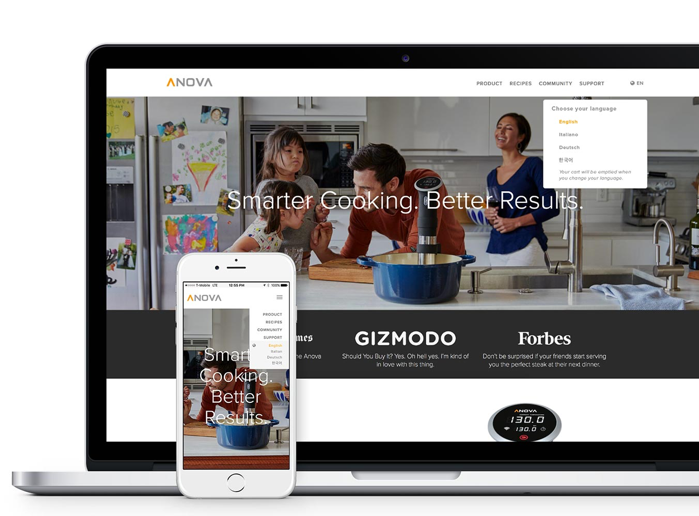 ANOVA
PRODUCT RECIPES COMMUNITY SUPPORT EN
Choose your language
English
Italiano
Deutsch
한국어
Your cart will be emptied when
you change your language.
Smarter Cooking. Better Results.
mes
GIZMODO
Forbes
he Anova
Should You Buy It? Yes. Oh hell yes. I'm kind of
in love with this thing.
Don't be surprised if your friends start serving
you the perfect steak at their next dinner.
ANOVA
130.0
130.0
T-Mobile LTE 12:50 PM 100%
ANOVA
PRODUCT
RECIPES
COMMUNITY
SUPPORT
English
Italian
Deutsch
한국어
Smart
Cooking.
Better
Results.